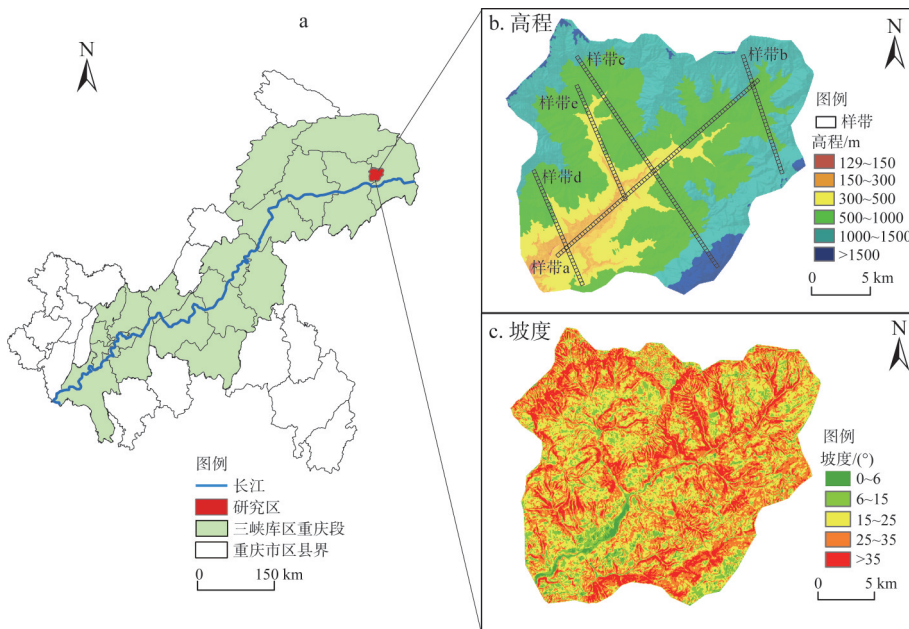 a
N
图例
长江
研究区
三峡库区重庆段
重庆市区县界
0 150 km
b. 高程
N
样带c
样带b
样带e
样带d
样带a
图例
样带
高程/m
129~150
150~300
300~500
500~1000
1000~1500
>1500
0 5 km
c. 坡度
N
图例
坡度/(°)
0~6
6~15
15~25
25~35
>35
0 5 km